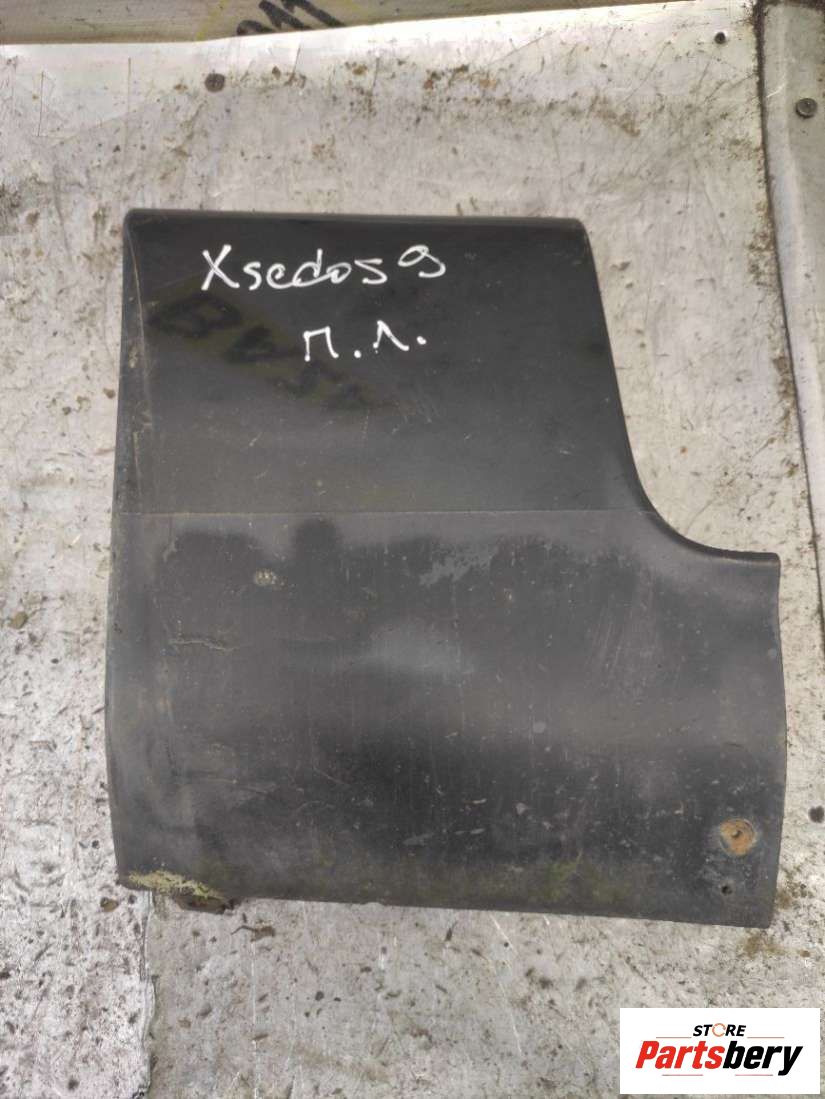 Xsedos 9
П.Л.
STORE
Partsbery